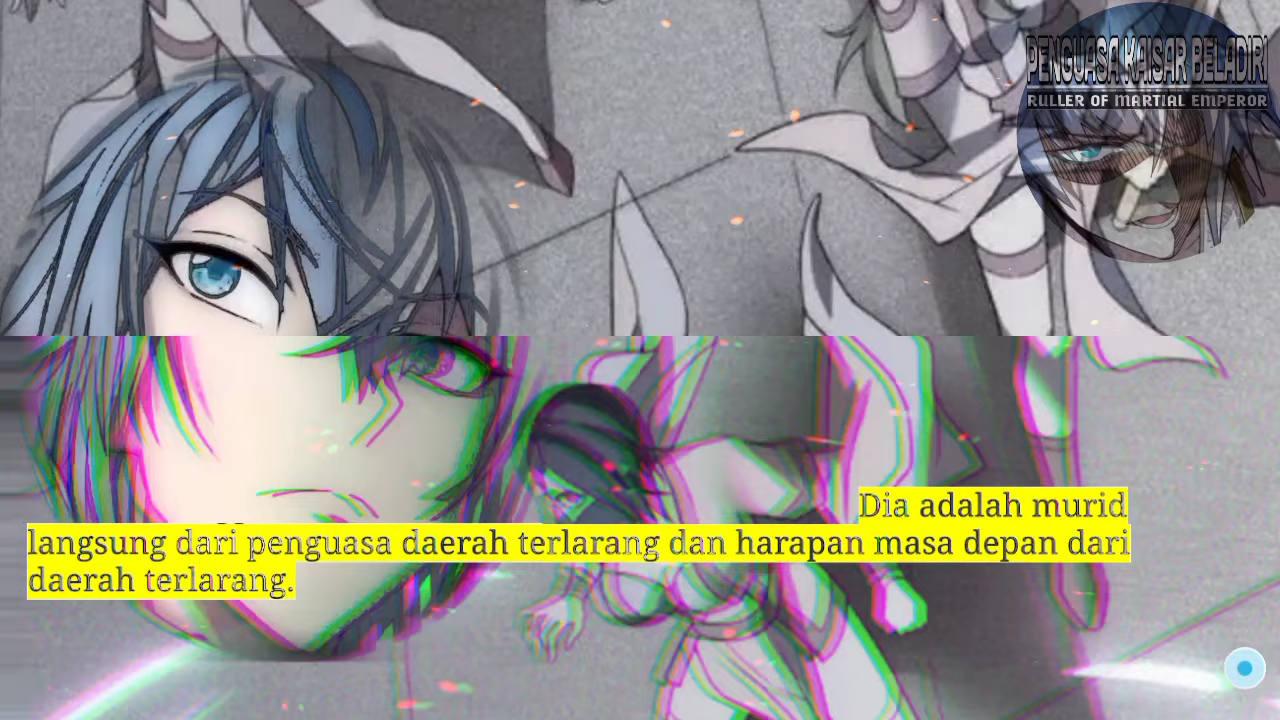 PENGUASA KAISAR BELADIRI
RULLER OF MARTIAL EMPEROR
Dia adalah murid
langsung dari penguasa daerah terlarang dan harapan masa depan dari
daerah terlarang.